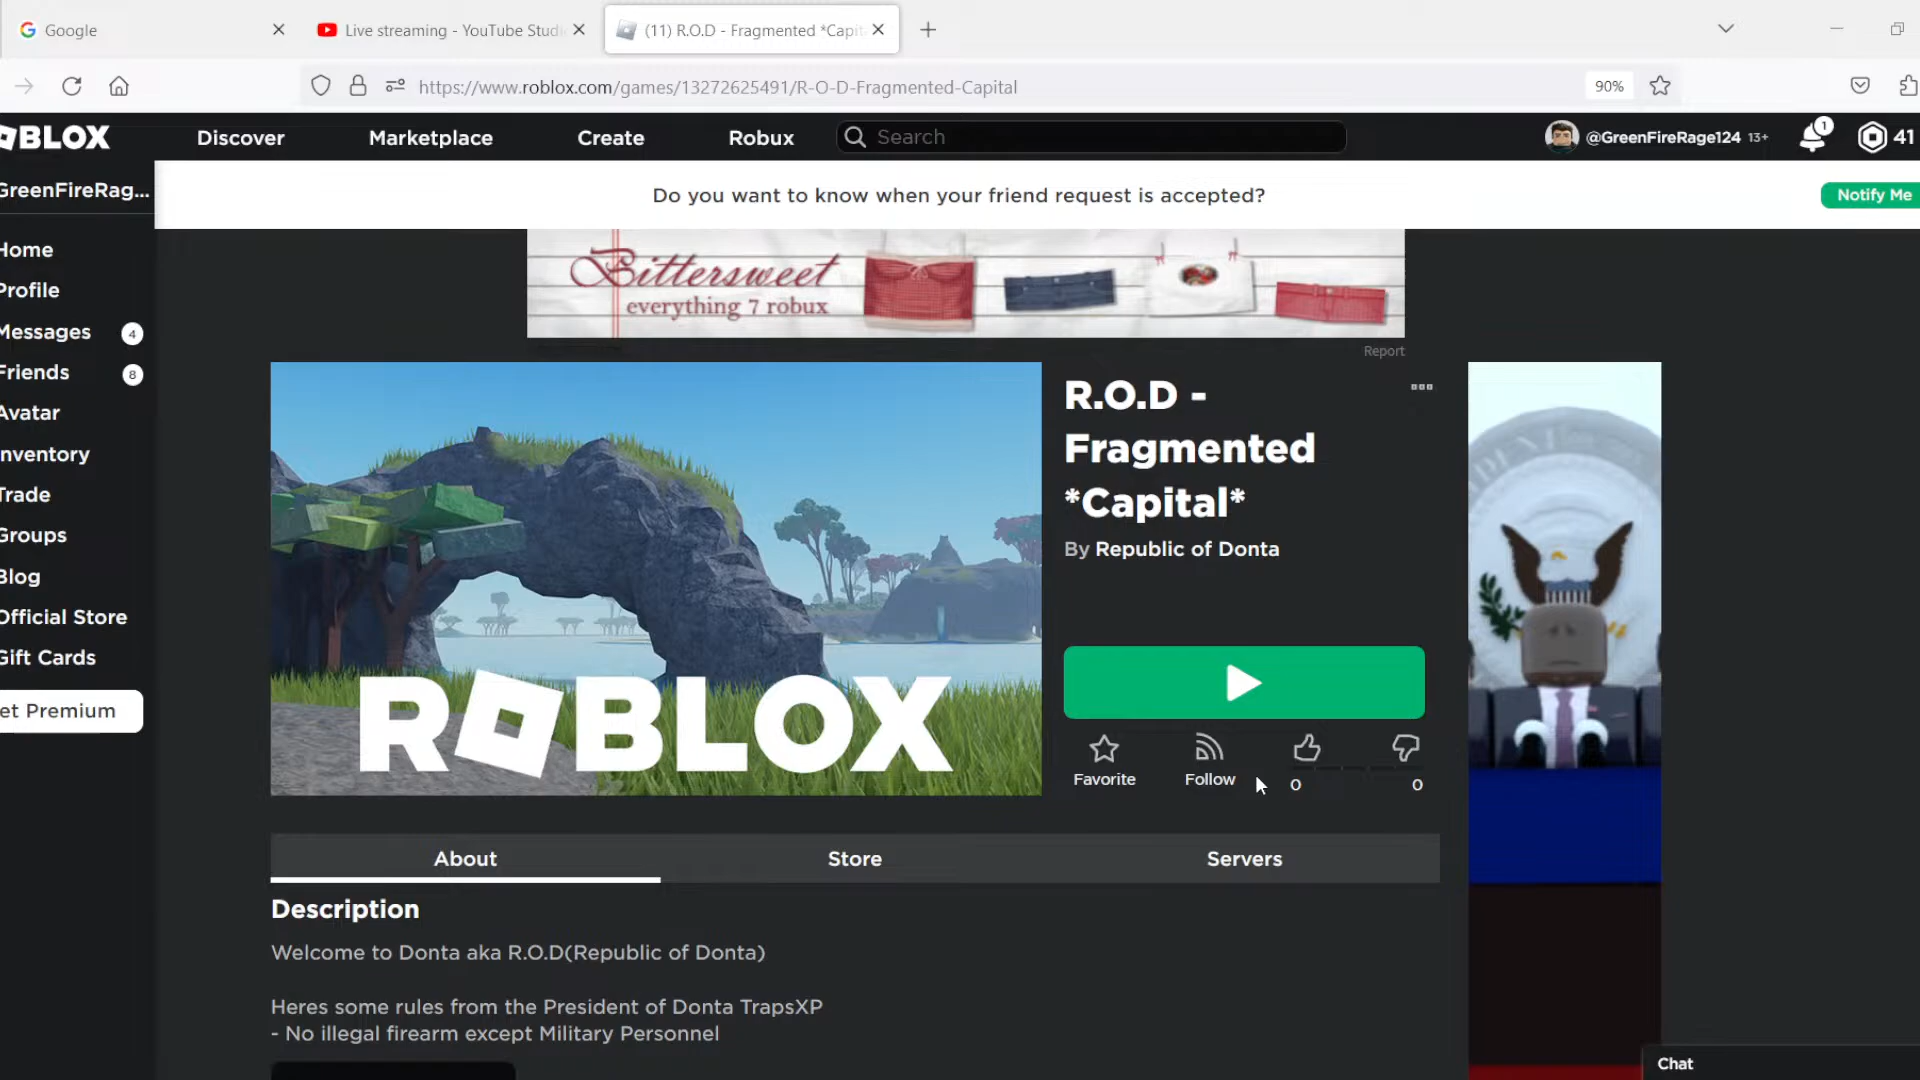 Google
Live streaming - YouTube Studi
(11) R.O.D - Fragmented *Capit
https://www.roblox.com/games/13272625491/R-O-D-Fragmented-Capital
90%
BLOX
Discover
Marketplace
Create
Robux
Search
@GreenFireRage124 13+
1
41
GreenFireRag...
Do you want to know when your friend request is accepted?
Notify Me
Home
Profile
Messages 4
Friends 8
Avatar
Inventory
Trade
Groups
Blog
Official Store
Gift Cards
et Premium
Bittersweet
everything 7 robux
Report
ROBLOX
R.O.D -
Fragmented
*Capital*
By Republic of Donta
Favorite
Follow
0
0
About
Store
Servers
Description
Welcome to Donta aka R.O.D(Republic of Donta)
Heres some rules from the President of Donta TrapsXP
- No illegal firearm except Military Personnel
Chat